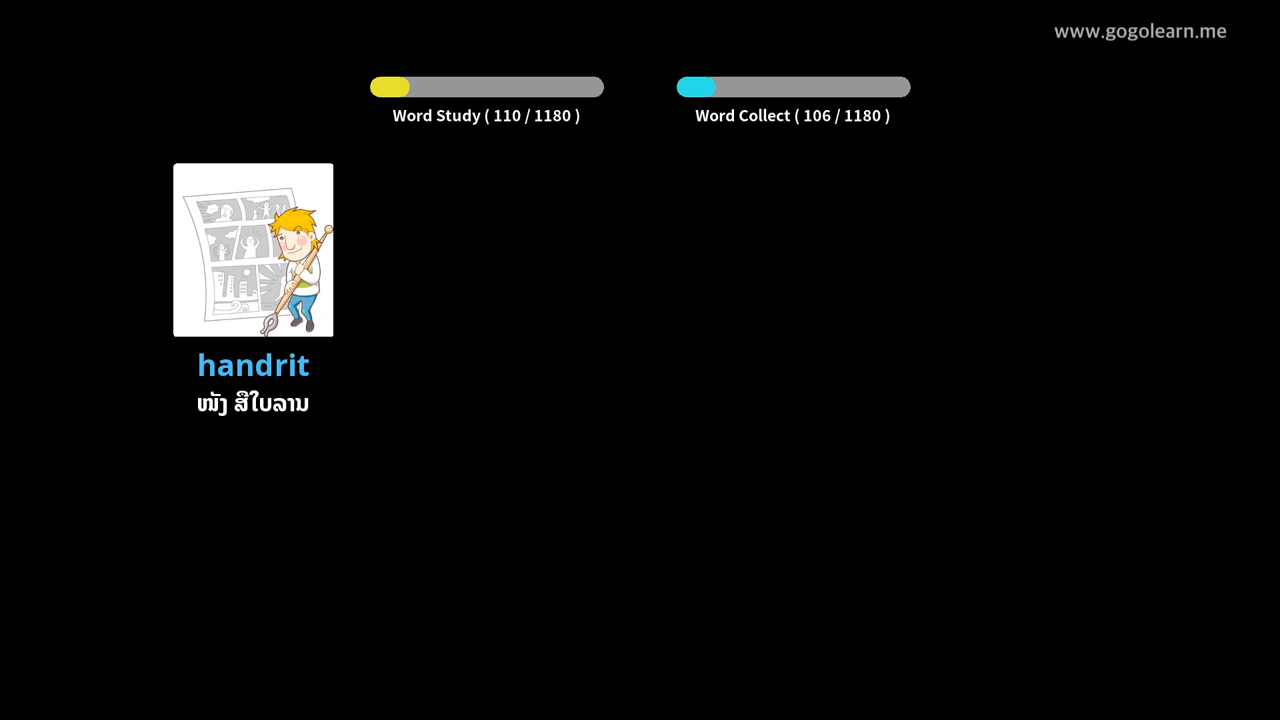 www.gogolearn.me
Word Study ( 110 / 1180 )
Word Collect ( 106 / 1180 )
handrit
ໜັງ ສືໃບລານ